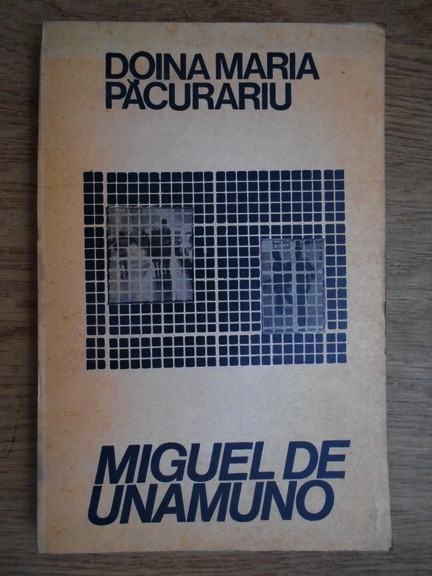 DOINA MARIA
PĂCURARIU
MIGUEL DE
UNAMUNO